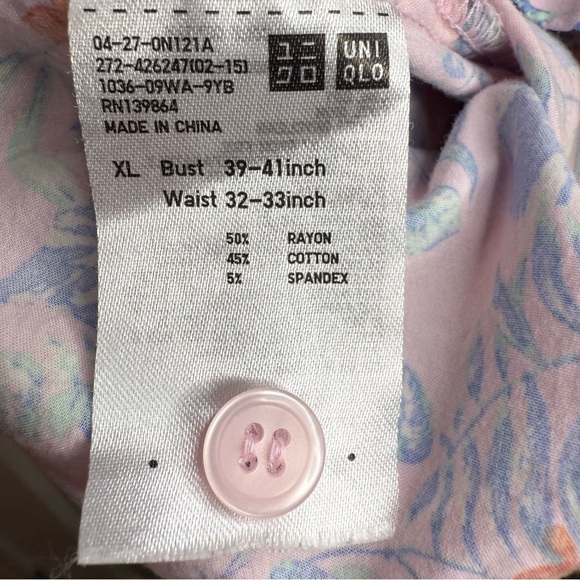 04-27-0N121A
272-426247(02-15)
1036-09WA-9YB
RN139864
MADE IN CHINA
ユニ
クロ
UNI
QLO
XL Bust 39-41inch
Waist 32-33inch
50% RAYON
45% COTTON
5% SPANDEX